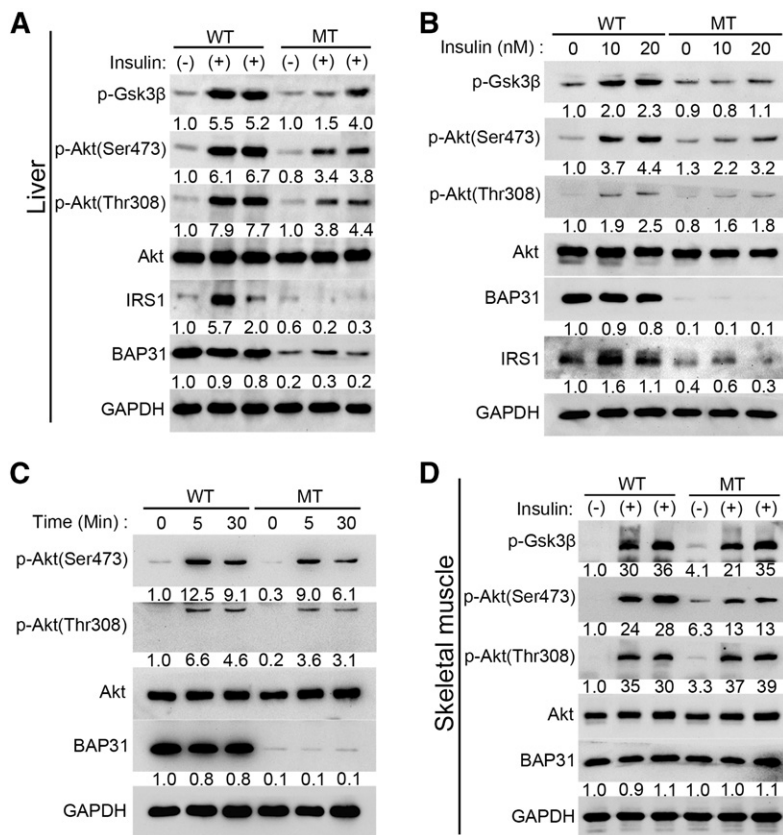 A
Liver
WT MT
Insulin: (-) (+) (+) (-) (+) (+)
p-Gsk3β
1.0 5.5 5.2 1.0 1.5 4.0
p-Akt(Ser473)
1.0 6.1 6.7 0.8 3.4 3.8
p-Akt(Thr308)
1.0 7.9 7.7 1.0 3.8 4.4
Akt
IRS1
1.0 5.7 2.0 0.6 0.2 0.3
BAP31
1.0 0.9 0.8 0.2 0.3 0.2
GAPDH
B
WT MT
Insulin (nM) : 0 10 20 0 10 20
p-Gsk3β
1.0 2.0 2.3 0.9 0.8 1.1
p-Akt(Ser473)
1.0 3.7 4.4 1.3 2.2 3.2
p-Akt(Thr308)
1.0 1.9 2.5 0.8 1.6 1.8
Akt
BAP31
1.0 0.9 0.8 0.1 0.1 0.1
IRS1
1.0 1.6 1.1 0.4 0.6 0.3
GAPDH
C
WT MT
Time (Min) : 0 5 30 0 5 30
p-Akt(Ser473)
1.0 12.5 9.1 0.3 9.0 6.1
p-Akt(Thr308)
1.0 6.6 4.6 0.2 3.6 3.1
Akt
BAP31
1.0 0.8 0.8 0.1 0.1 0.1
GAPDH
D
Skeletal muscle
WT MT
Insulin: (-) (+) (+) (-) (+) (+)
p-Gsk3β
1.0 30 36 4.1 21 35
p-Akt(Ser473)
1.0 24 28 6.3 13 13
p-Akt(Thr308)
1.0 35 30 3.3 37 39
Akt
BAP31
1.0 0.9 1.1 1.0 1.0 1.1
GAPDH